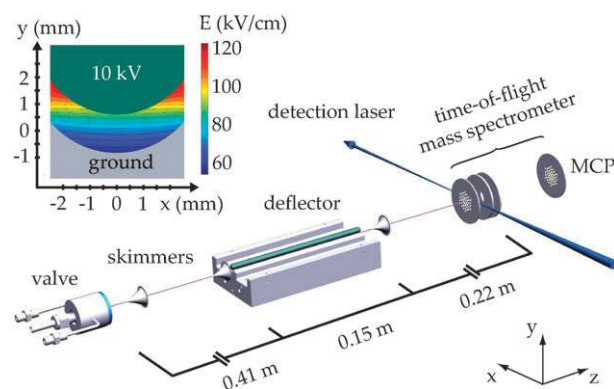 y (mm)
E (kV/cm)
120
100
80
60
2
1
0
-1
10 kV
ground
-2 -1 0 1 2
x (mm)
detection laser
time-of-flight
mass spectrometer
MCP
deflector
skimmers
valve
0.41 m
0.15 m
0.22 m
y
x
z